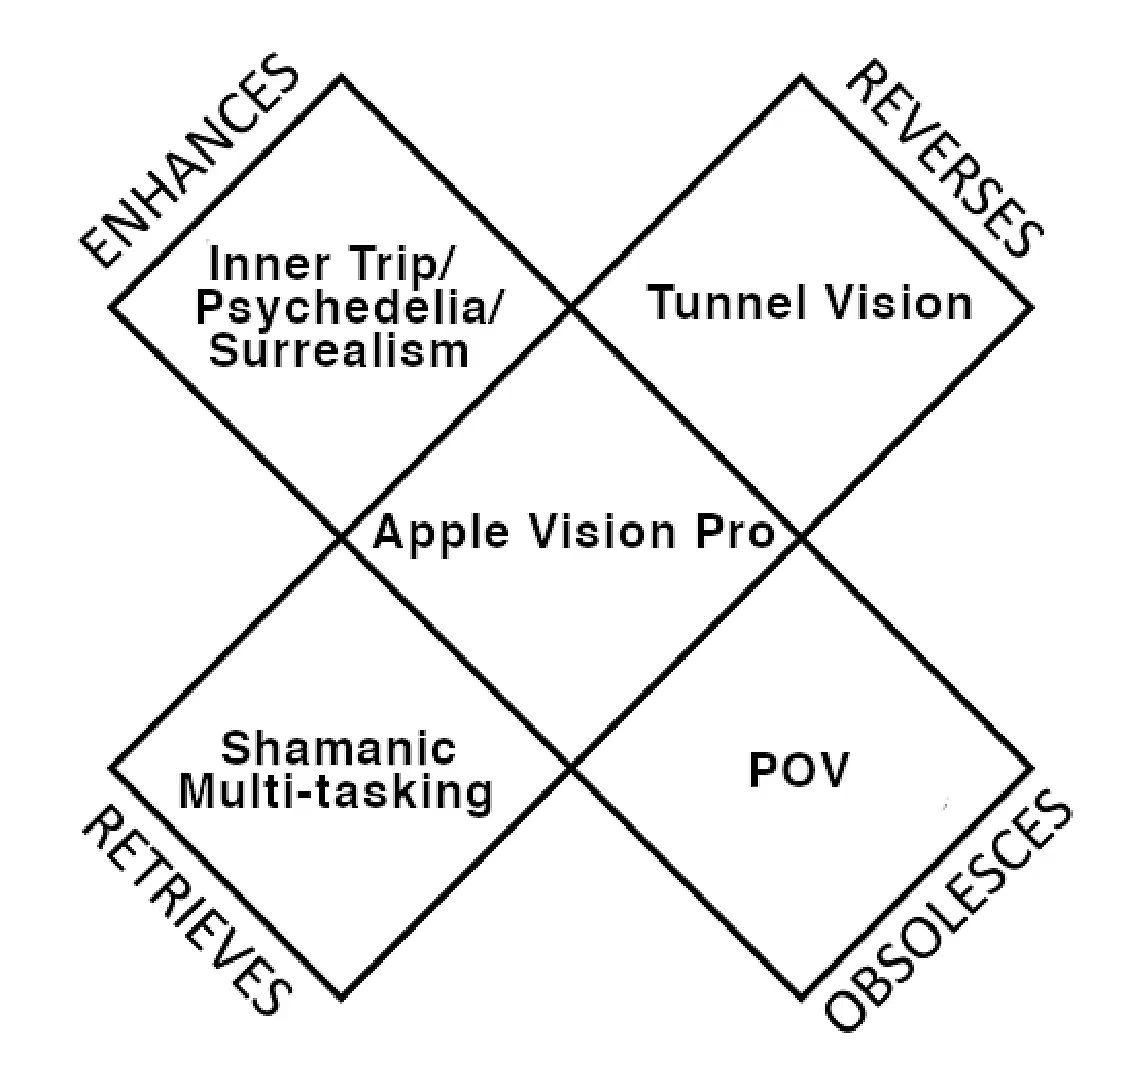 ENHANCES
Inner Trip/
Psychedelia/
Surrealism
REVERSES
Tunnel Vision
Apple Vision Pro
RETRIEVES
Shamanic
Multi-tasking
OBSOLESCES
POV